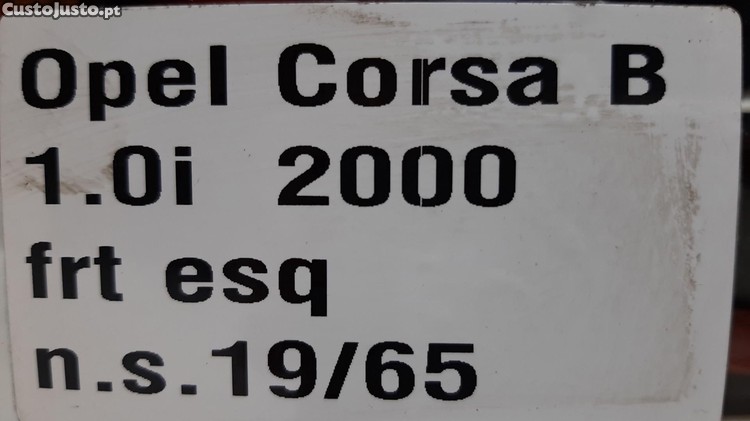 CustoJusto.pt
Opel Corsa B
1.0i 2000
frt esq
n.s.19/65